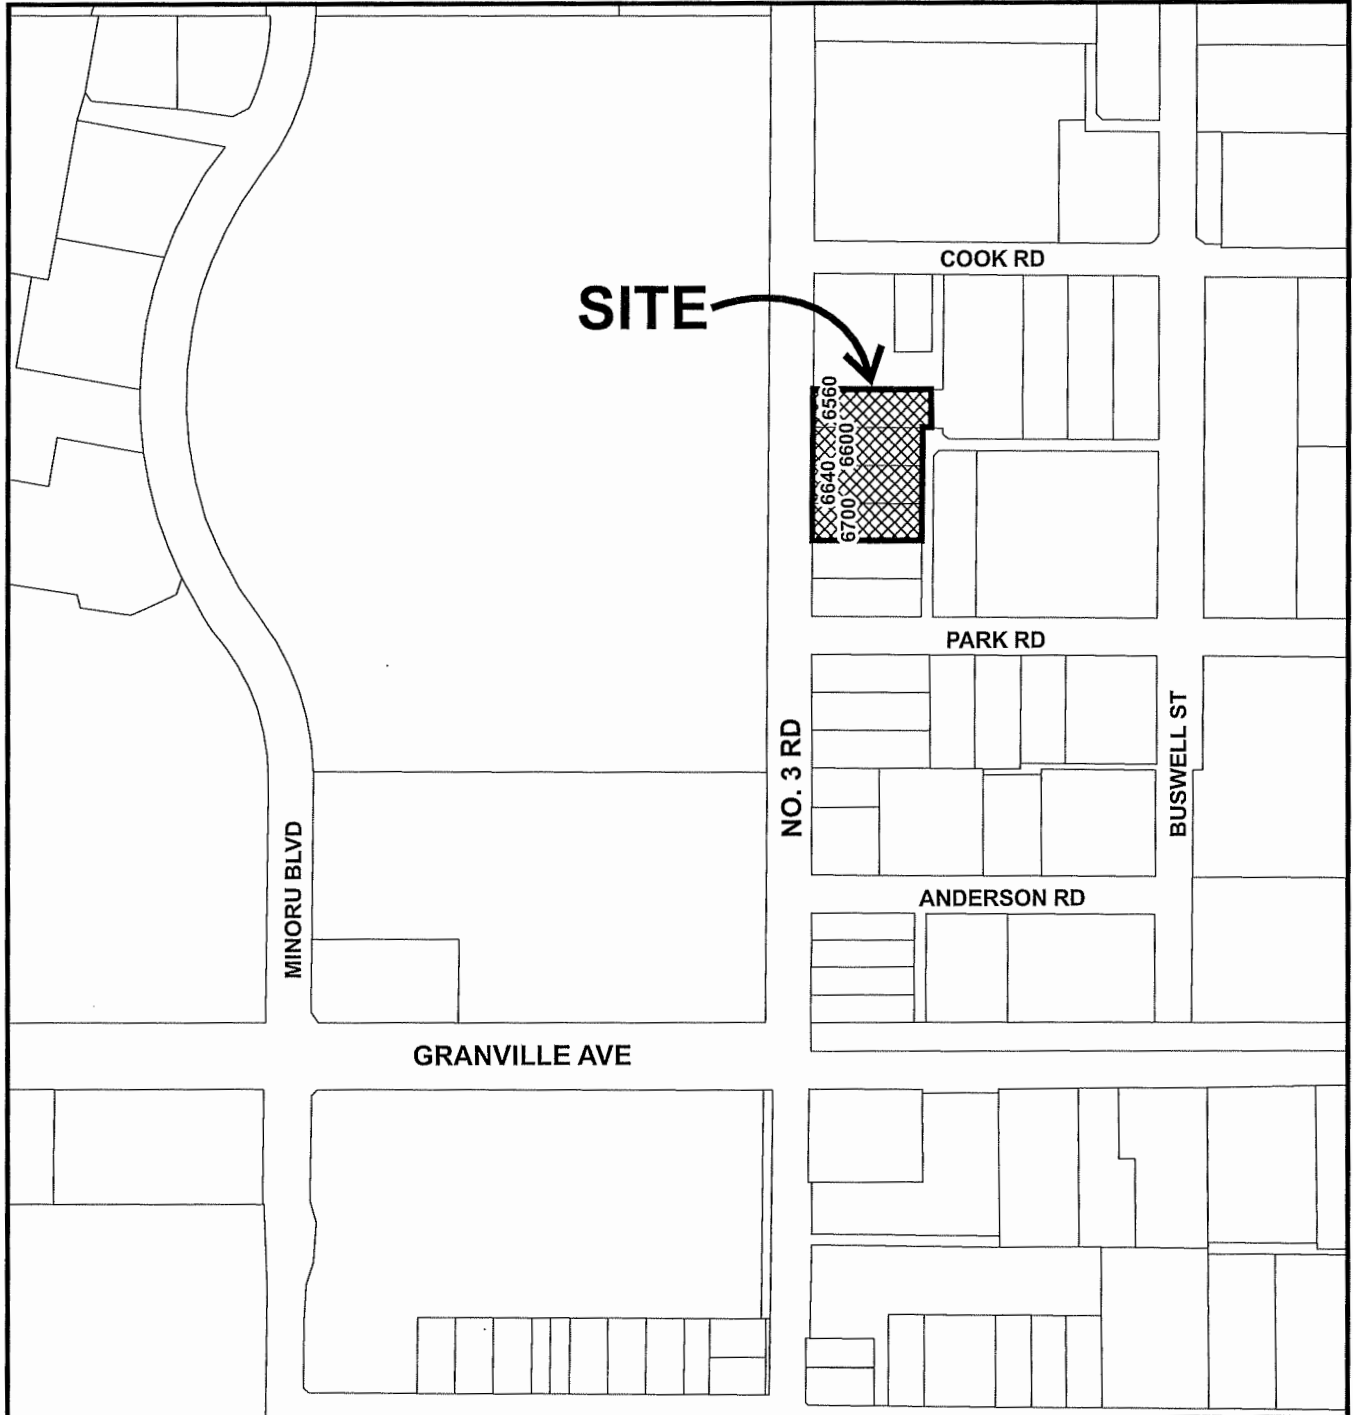 COOK RD
SITE
6560
6600
6640
6700
PARK RD
NO. 3 RD
BUSWELL ST
MINORU BLVD
ANDERSON RD
GRANVILLE AVE